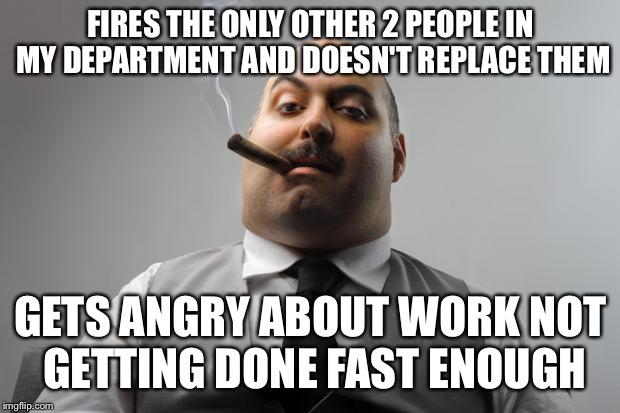 FIRES THE ONLY OTHER 2 PEOPLE IN
MY DEPARTMENT AND DOESN'T REPLACE THEM
GETS ANGRY ABOUT WORK NOT
GETTING DONE FAST ENOUGH
imgflip.com